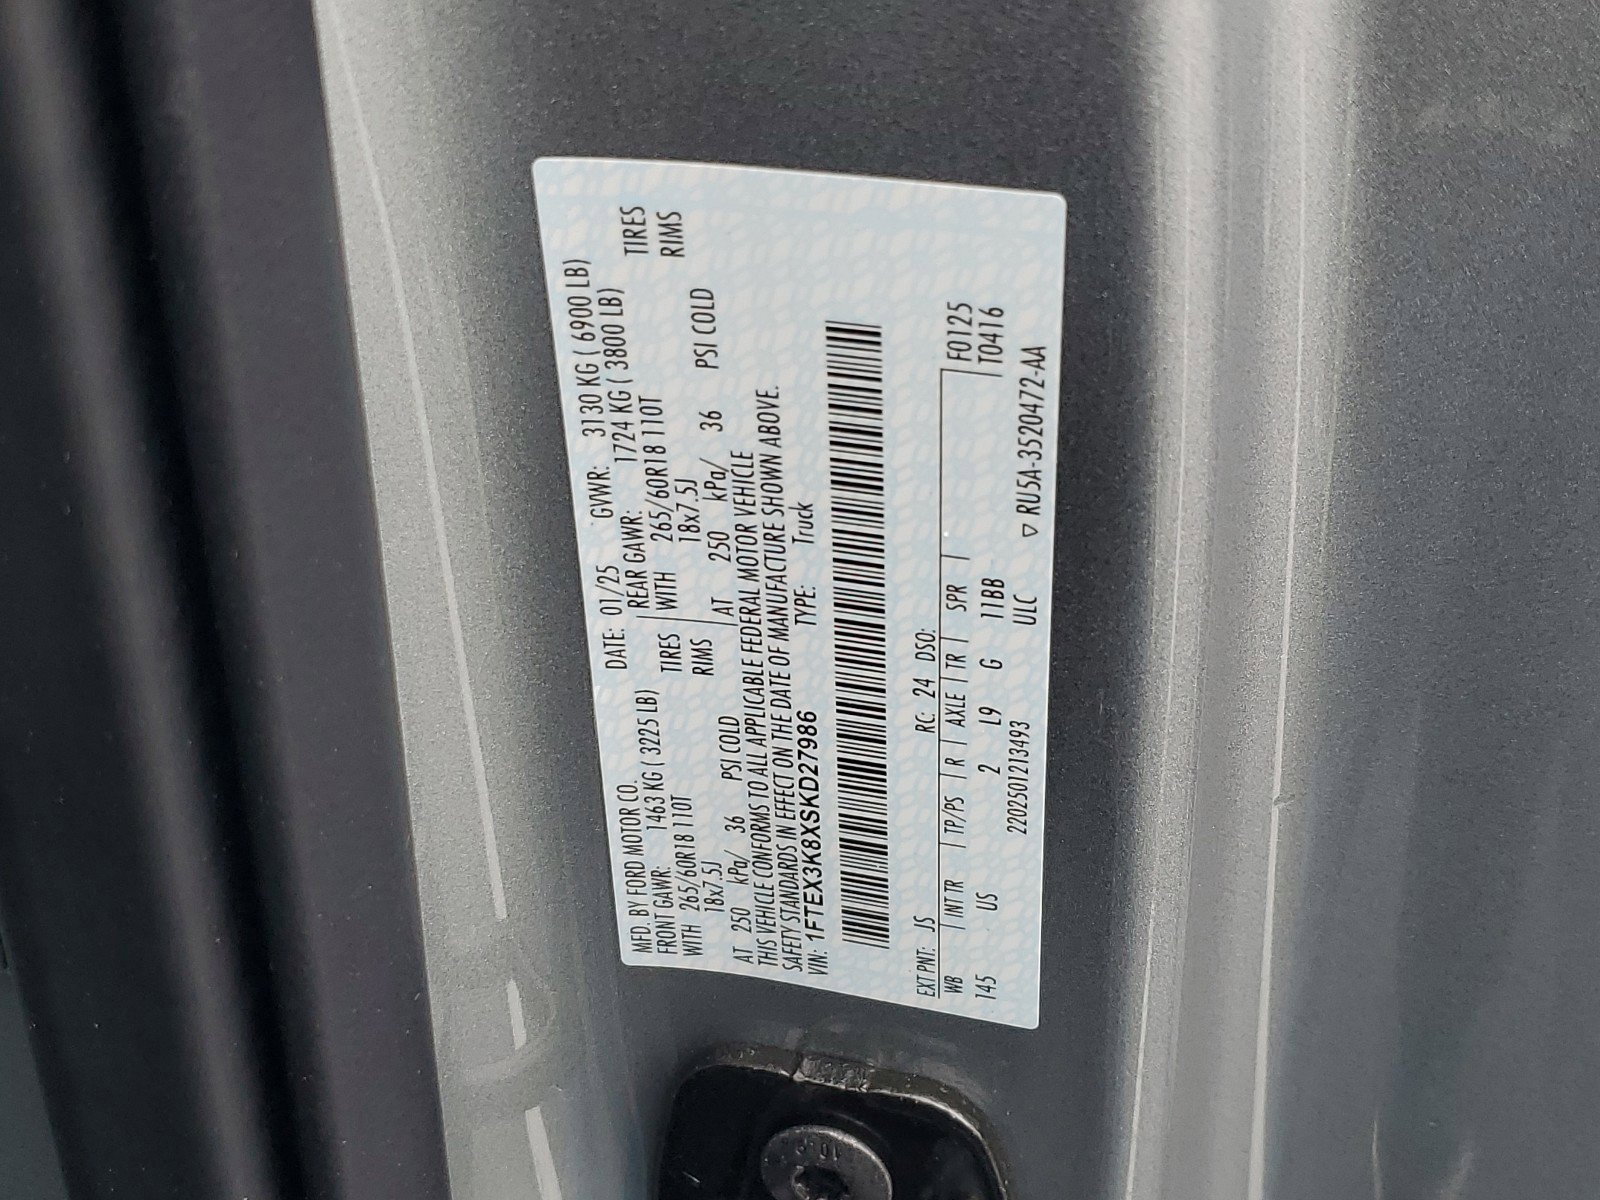 MFD. BY FORD MOTOR CO.
DATE: 01/25 GVWR: 3130 KG ( 6900 LB)
FRONT GAWR: 1463 KG ( 3225 LB) REAR GAWR: 1724 KG ( 3800 LB)
WITH 265/60R18 110T TIRES WITH 265/60R18 110T TIRES
18x7.5J RIMS 18x7.5J RIMS
AT 250 kPa/ 36 PSI COLD AT 250 kPa/ 36 PSI COLD
THIS VEHICLE CONFORMS TO ALL APPLICABLE FEDERAL MOTOR VEHICLE
SAFETY STANDARDS IN EFFECT ON THE DATE OF MANUFACTURE SHOWN ABOVE.
VIN: 1FTEX3K8XSKD27986 TYPE: Truck
EXT PNT: JS RC: 24 DSO: F0125
WB INT TR TP/PS R AXLE TR SPR T0416
145 US 2 L9 G 11BB
2202501213493 ULC ▽ RU5A-3520472-AA
10.9